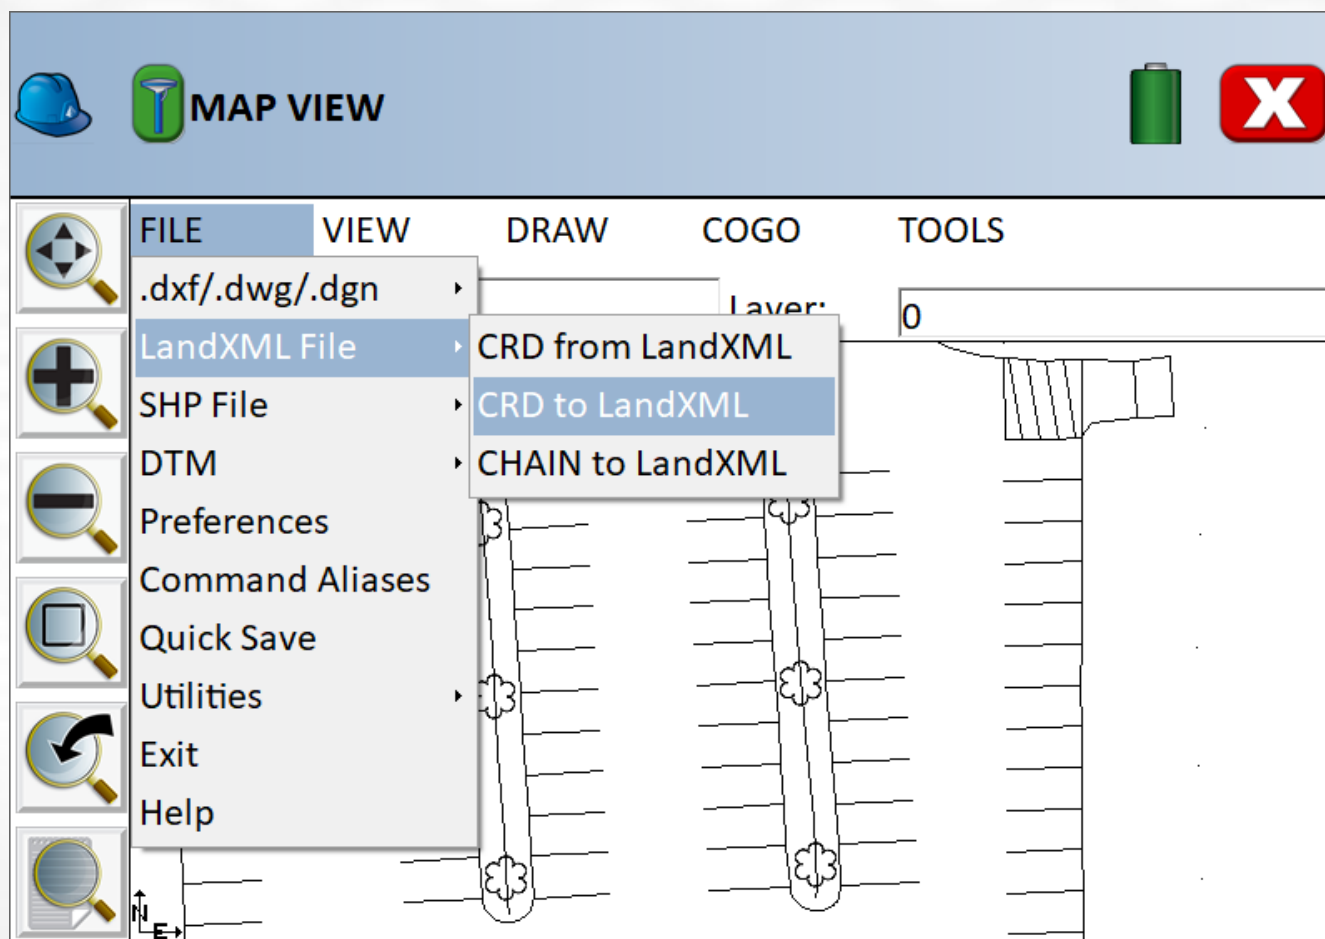 MAP VIEW
FILE VIEW DRAW COGO TOOLS
.dxf/.dwg/.dgn
Layer: 0
LandXML File
CRD from LandXML
SHP File
CRD to LandXML
DTM
CHAIN to LandXML
Preferences
Command Aliases
Quick Save
Utilities
Exit
Help
N
E